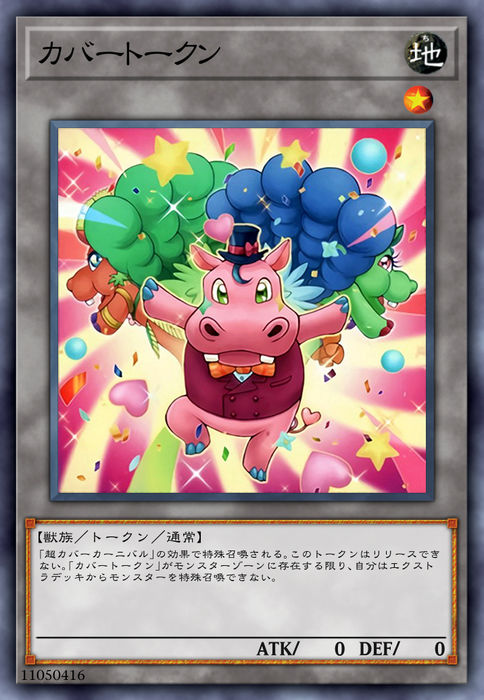 カバートークン
ち
地
【獣族／トークン／通常】
「超カバーカーニバル」の効果で特殊召喚される。このトークンはリリースでき
ない。「カバートークン」がモンスターゾーンに存在する限り、自分はエクスト
ラデッキからモンスターを特殊召喚できない。
ATK/ 0 DEF/ 0
11050416